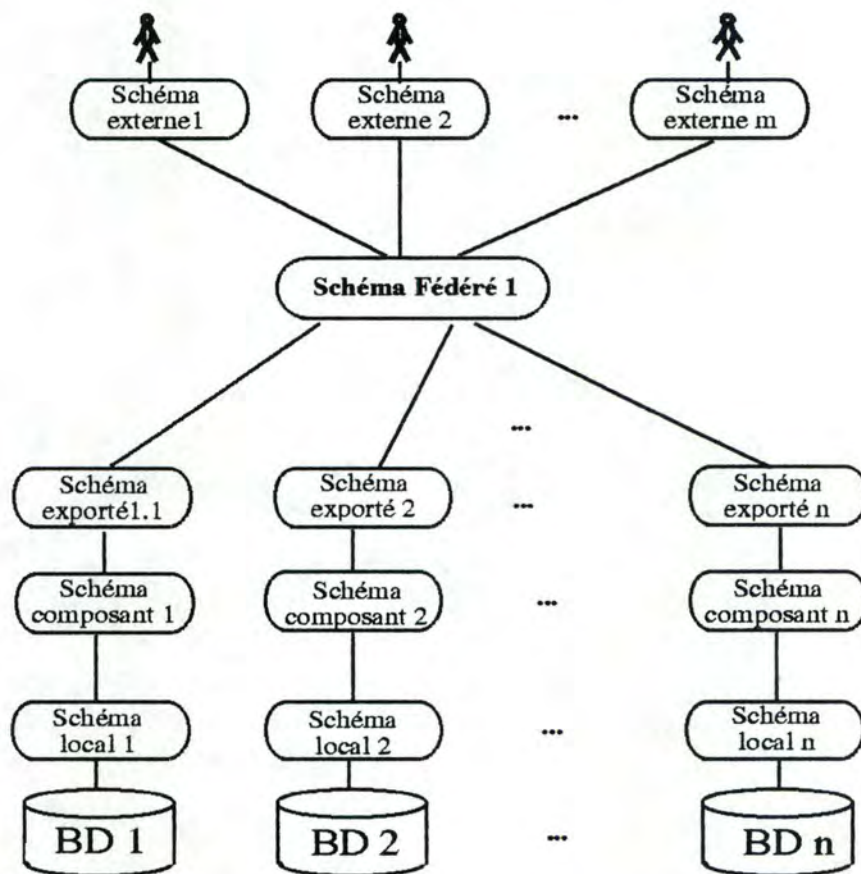 Schéma
externe1
Schéma
externe 2
...
Schéma
externe m
Schéma Fédéré 1
...
Schéma
exporté1.1
Schéma
exporté 2
...
Schéma
exporté n
Schéma
composant 1
Schéma
composant 2
...
Schéma
composant n
Schéma
local 1
Schéma
local 2
...
Schéma
local n
BD 1
BD 2
...
BD n